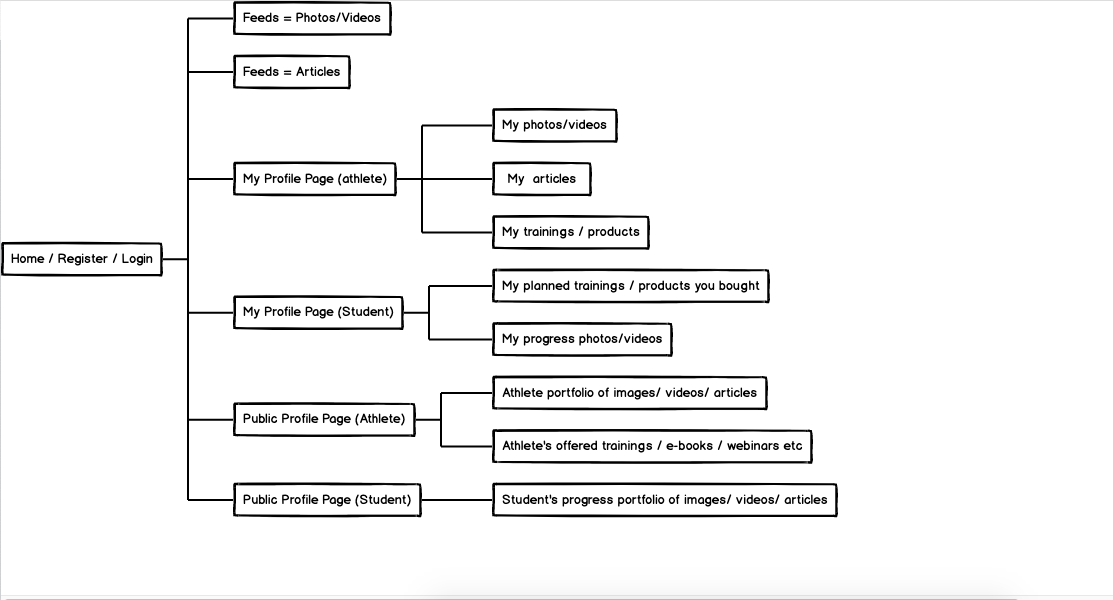 Feeds = Photos/Videos
Feeds = Articles
My photos/videos
My Profile Page (athlete)
My articles
My trainings / products
Home / Register / Login
My planned trainings / products you bought
My Profile Page (Student)
My progress photos/videos
Athlete portfolio of images/ videos/ articles
Public Profile Page (Athlete)
Athlete's offered trainings / e-books / webinars etc
Public Profile Page (Student)
Student's progress portfolio of images/ videos/ articles